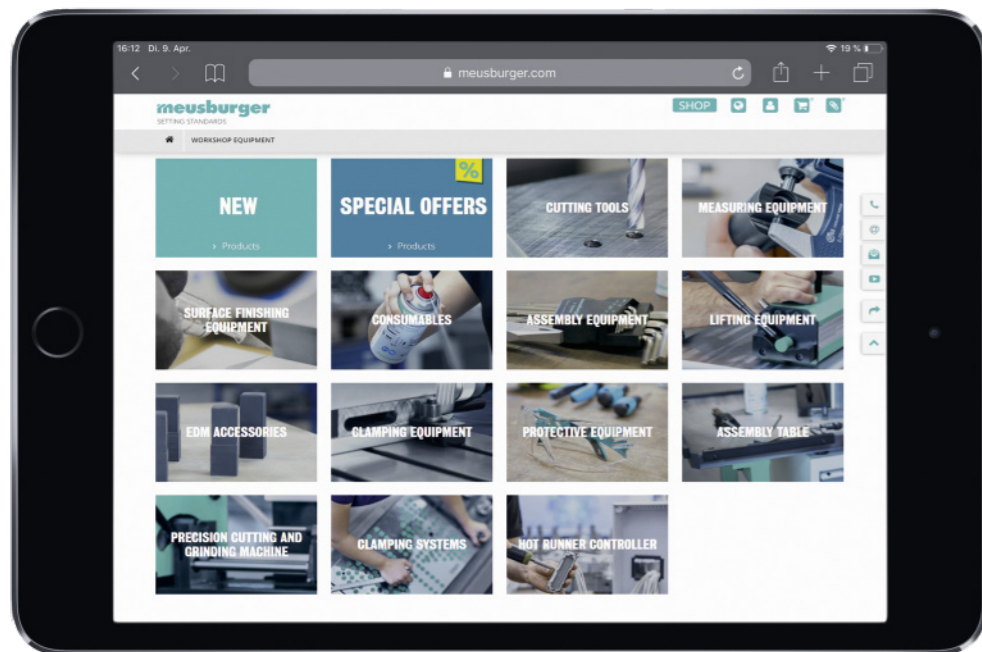 16:12 Di. 9. Apr.
19 %
meusburger.com
meusburger
SETTING STANDARDS
SHOP
WORKSHOP EQUIPMENT
NEW
> Products
%
SPECIAL OFFERS
> Products
CUTTING TOOLS
MEASURING EQUIPMENT
SURFACE FINISHING
EQUIPMENT
CONSUMABLES
ASSEMBLY EQUIPMENT
LIFTING EQUIPMENT
EDM ACCESSORIES
CLAMPING EQUIPMENT
PROTECTIVE EQUIPMENT
ASSEMBLY TABLE
PRECISION CUTTING AND
GRINDING MACHINE
CLAMPING SYSTEMS
HOT RUNNER CONTROLLER